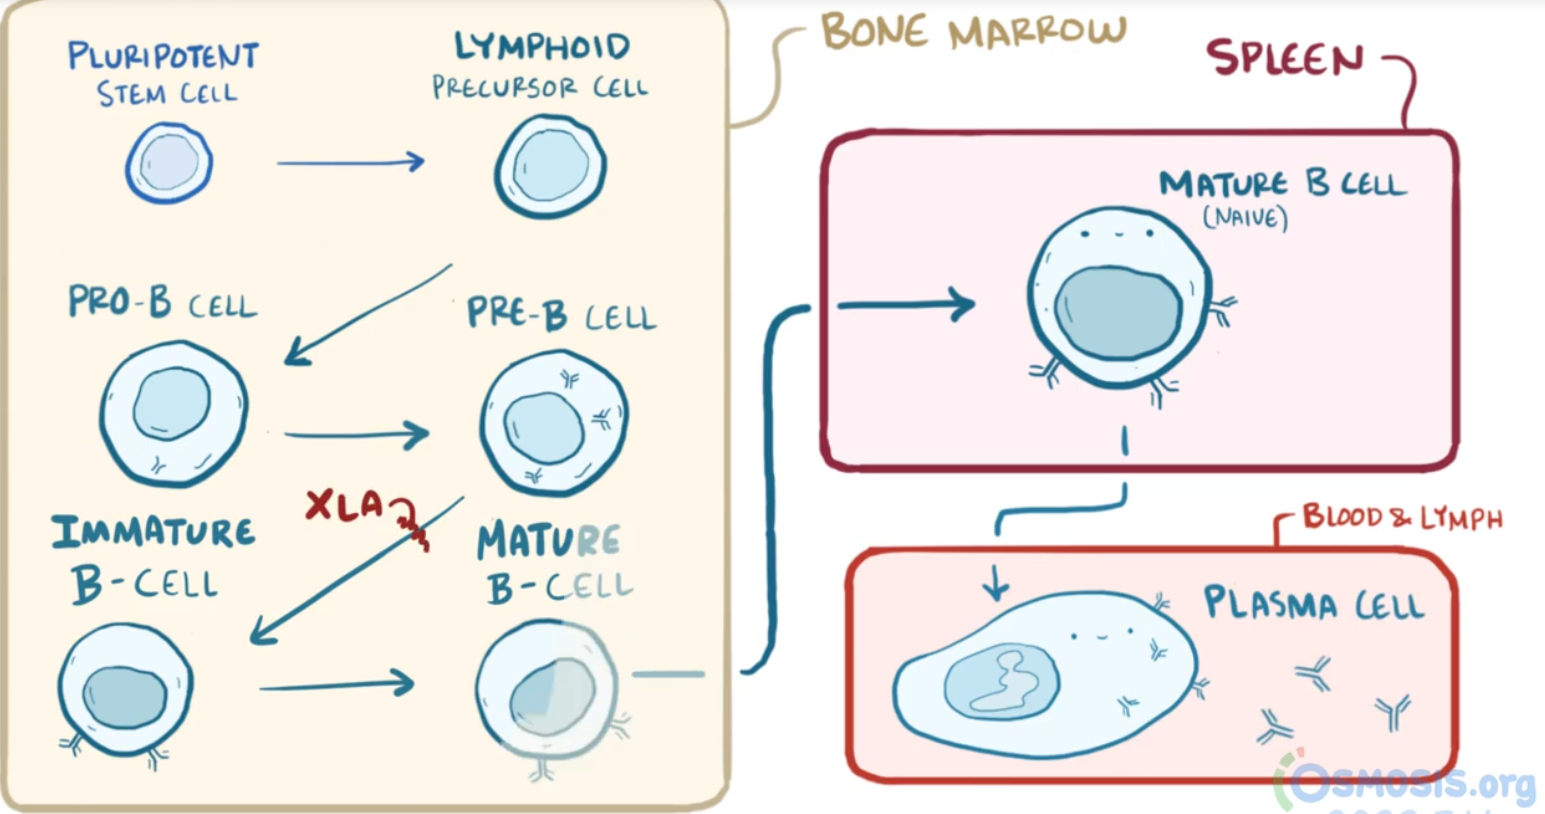 PLURIPOTENT
STEM CELL
LYMPHOID
PRECURSOR CELL
BONE MARROW
SPLEEN
MATURE B CELL
(NAIVE)
PRO-B CELL
PRE-B CELL
XLA
IMMATURE
B-CELL
MATURE
B-CELL
BLOOD & LYMPH
PLASMA CELL
OSMOSIS.org